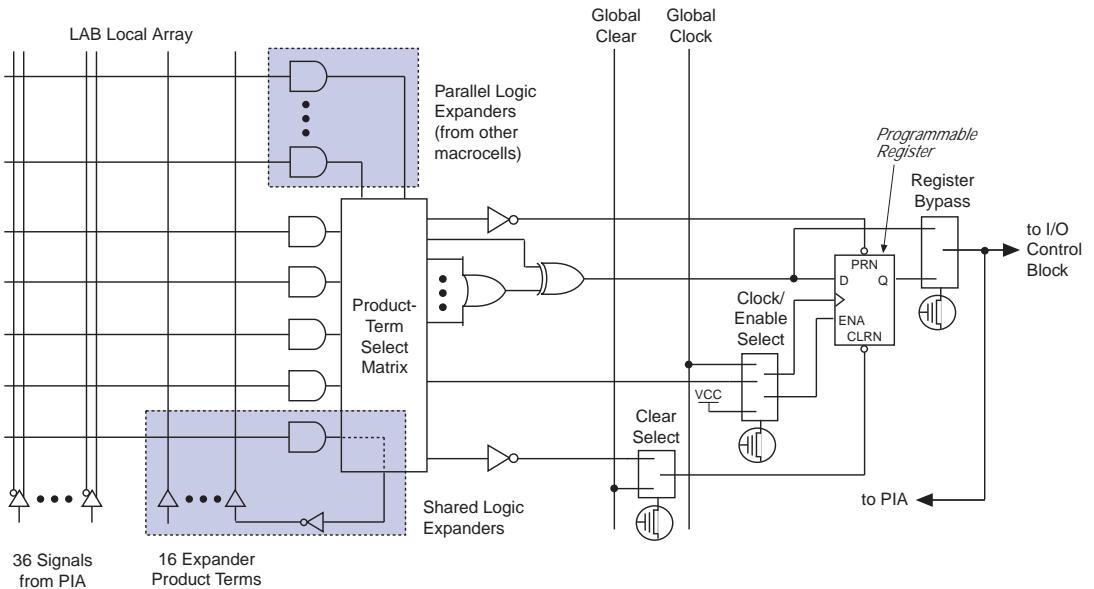 LAB Local Array
Global
Clear
Global
Clock
Parallel Logic
Expanders
(from other
macrocells)
Programmable
Register
Register
Bypass
to I/O
Control
Block
PRN
D
Q
ENA
CLRN
Clock/
Enable
Select
Product-
Term
Select
Matrix
VCC
Clear
Select
to PIA
Shared Logic
Expanders
36 Signals
from PIA
16 Expander
Product Terms